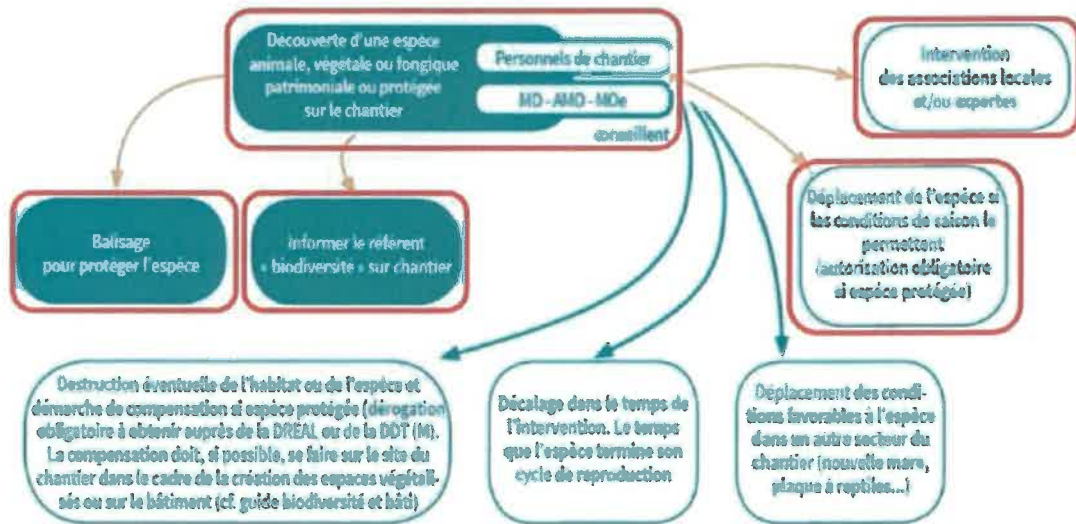 Découverte d'une espèce
animale, végétale ou fongique
patrimoniale ou protégée
sur le chantier
Personnels de chantier
MO - AMO - MOe
conseillent
Intervention
des associations locales
et/ou expertes
Balisage
pour protéger l'espèce
Informer le référent
« biodiversité » sur chantier
Déplacement de l'espèce si
les conditions de saison le
permettent
(autorisation obligatoire
si espèce protégée)
Destruction éventuelle de l'habitat ou de l'espèce et
démarche de compensation si espèce protégée (dérogation
obligatoire à obtenir auprès de la DREAL ou de la DDT (M).
La compensation doit, si possible, se faire sur le site du
chantier dans le cadre de la création des espaces végétali-
sés ou sur le bâtiment (cf. guide biodiversité et bâti)
Décalage dans le temps de
l'intervention. Le temps
que l'espèce termine son
cycle de reproduction
Déplacement des condi-
tions favorables à l'espèce
dans un autre secteur du
chantier (nouvelle mare,
plaque à reptiles...)